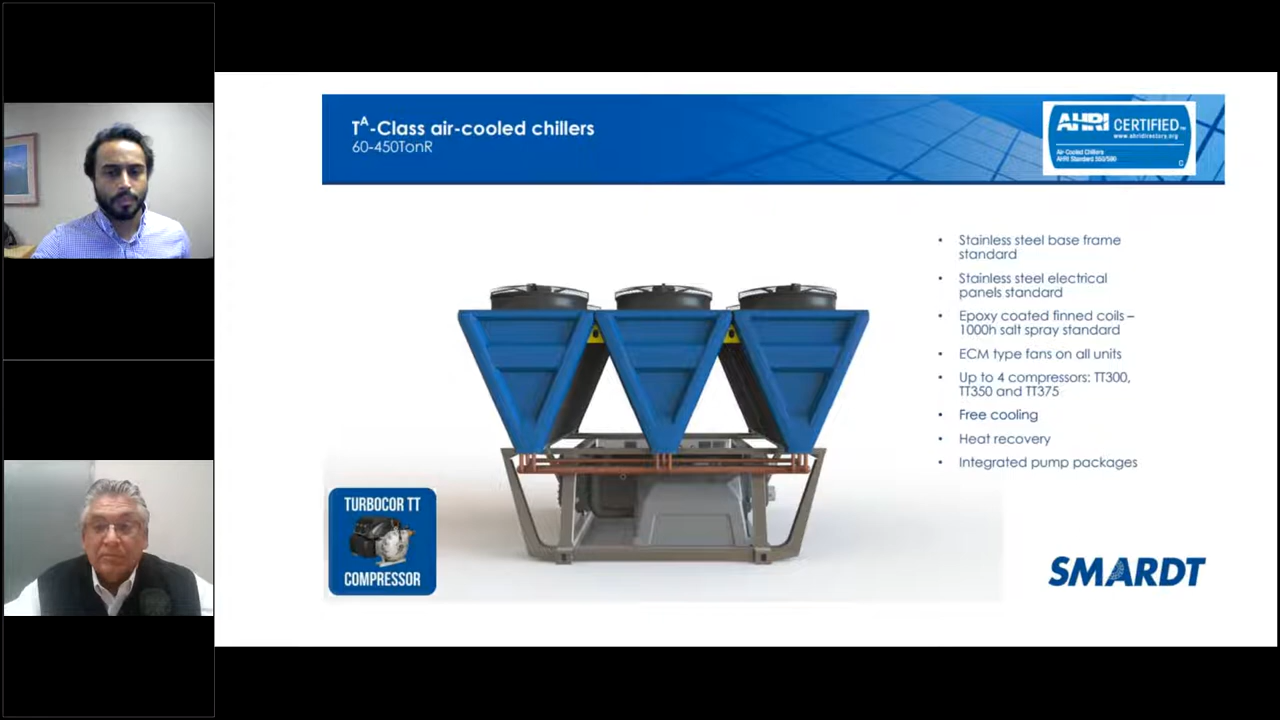 T^A-Class air-cooled chillers
60-450TonR
AHRI CERTIFIED™
www.ahridirectory.org
Air-Cooled Chillers
AHRI Standard 550/590
C
• Stainless steel base frame
standard
• Stainless steel electrical
panels standard
• Epoxy coated finned coils –
1000h salt spray standard
• ECM type fans on all units
• Up to 4 compressors: TT300,
TT350 and TT375
• Free cooling
• Heat recovery
• Integrated pump packages
TURBOCOR TT
COMPRESSOR
SMARDT